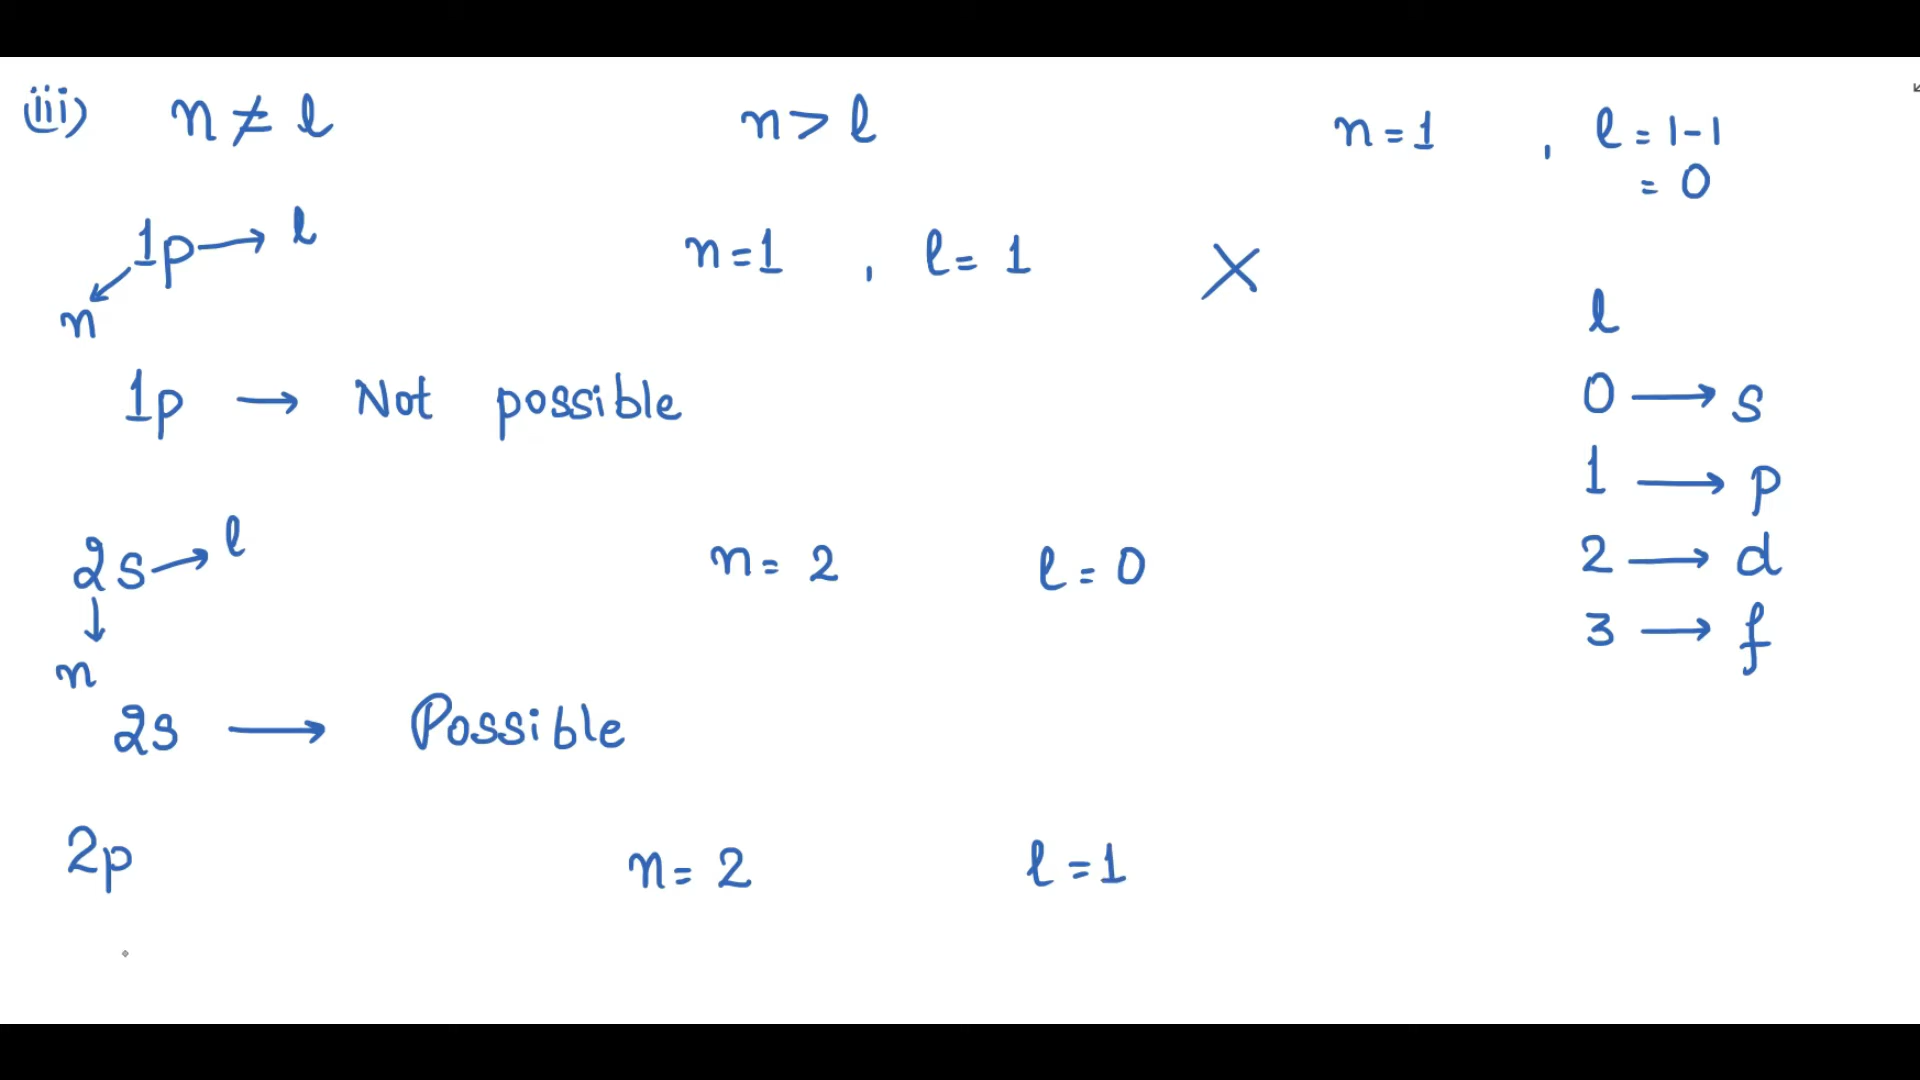 (iii) n ≠ l n > l n = 1 , l = 1 - 1
= 0
1p → l n = 1 , l = 1 X
n
l
1p → Not possible 0 → s
1 → p
2s → l n = 2 l = 0 2 → d
↓
n 3 → f
2s → Possible
2p n = 2 l = 1